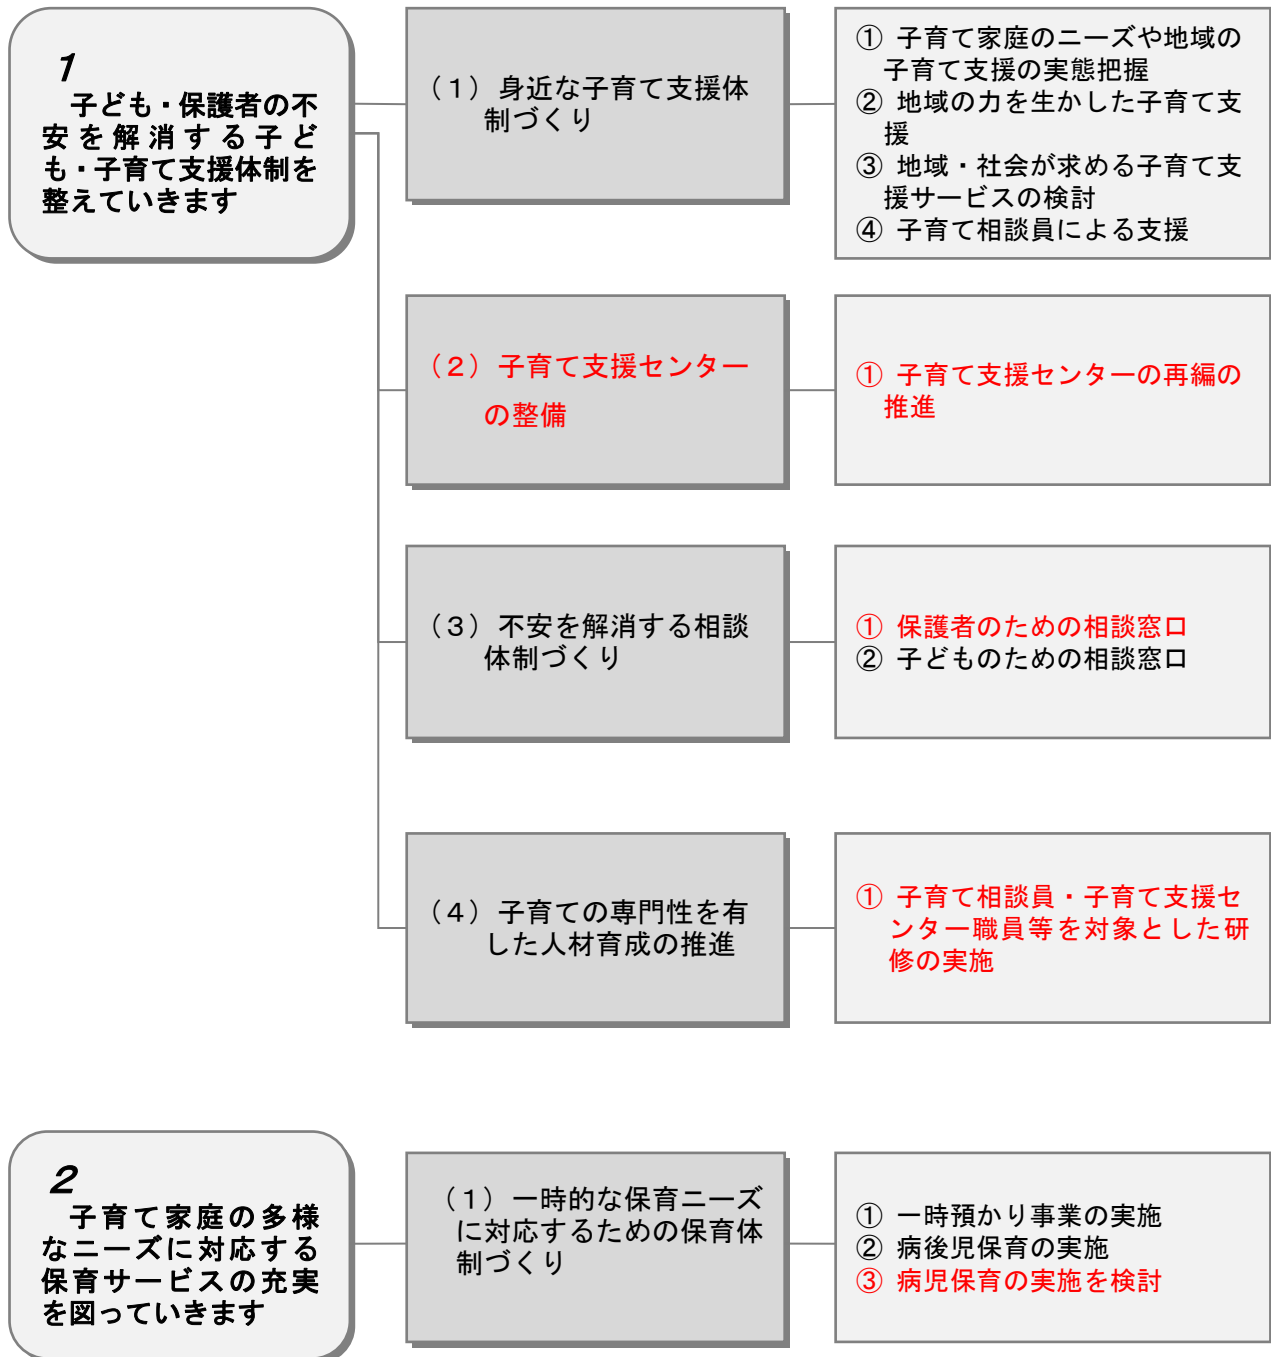 1
子ども・保護者の不
安を解消する子ど
も・子育て支援体制を
整えていきます
（１）身近な子育て支援体
制づくり
① 子育て家庭のニーズや地域の
子育て支援の実態把握
② 地域の力を生かした子育て支
援
③ 地域・社会が求める子育て支
援サービスの検討
④ 子育て相談員による支援
（２）子育て支援センター
の整備
① 子育て支援センターの再編の
推進
（３）不安を解消する相談
体制づくり
① 保護者のための相談窓口
② 子どものための相談窓口
（４）子育ての専門性を有
した人材育成の推進
① 子育て相談員・子育て支援セ
ンター職員等を対象とした研
修の実施
2
子育て家庭の多様
なニーズに対応する
保育サービスの充実
を図っていきます
（１）一時的な保育ニーズ
に対応するための保育体
制づくり
① 一時預かり事業の実施
② 病後児保育の実施
③ 病児保育の実施を検討